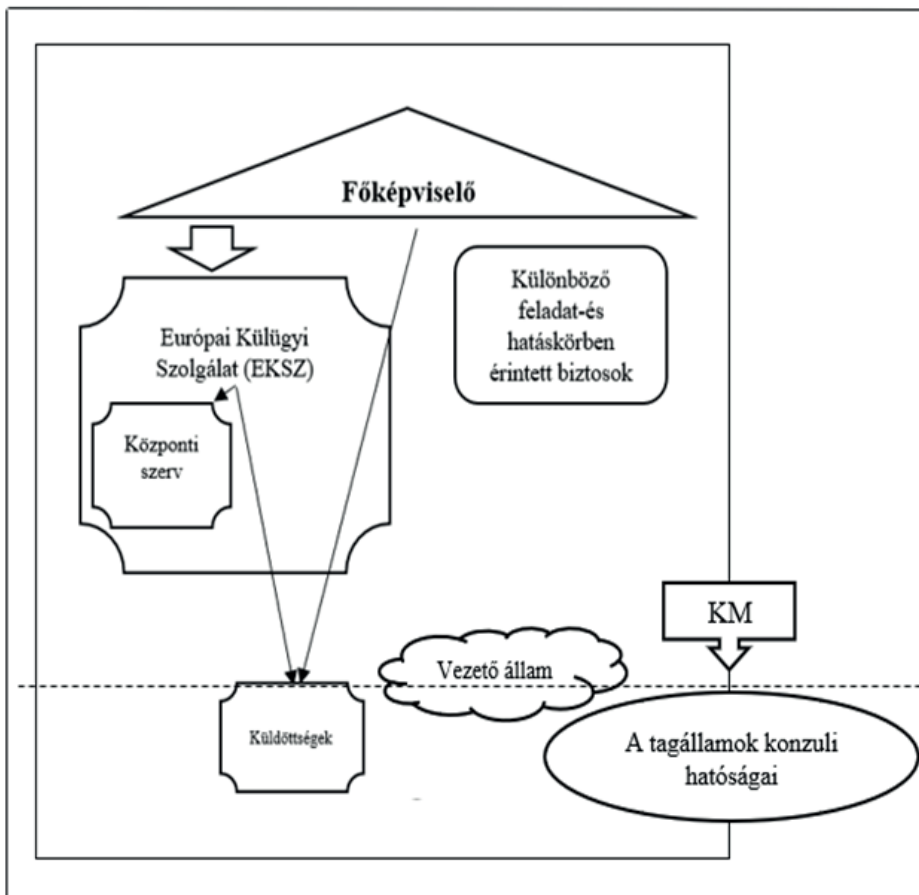 Főképviselő
Különböző
feladat-és
hatáskörben
érintett biztosok
Európai Külügyi
Szolgálat (EKSZ)
Központi
szerv
KM
Vezető állam
Küldöttségek
A tagállamok konzuli
hatóságai